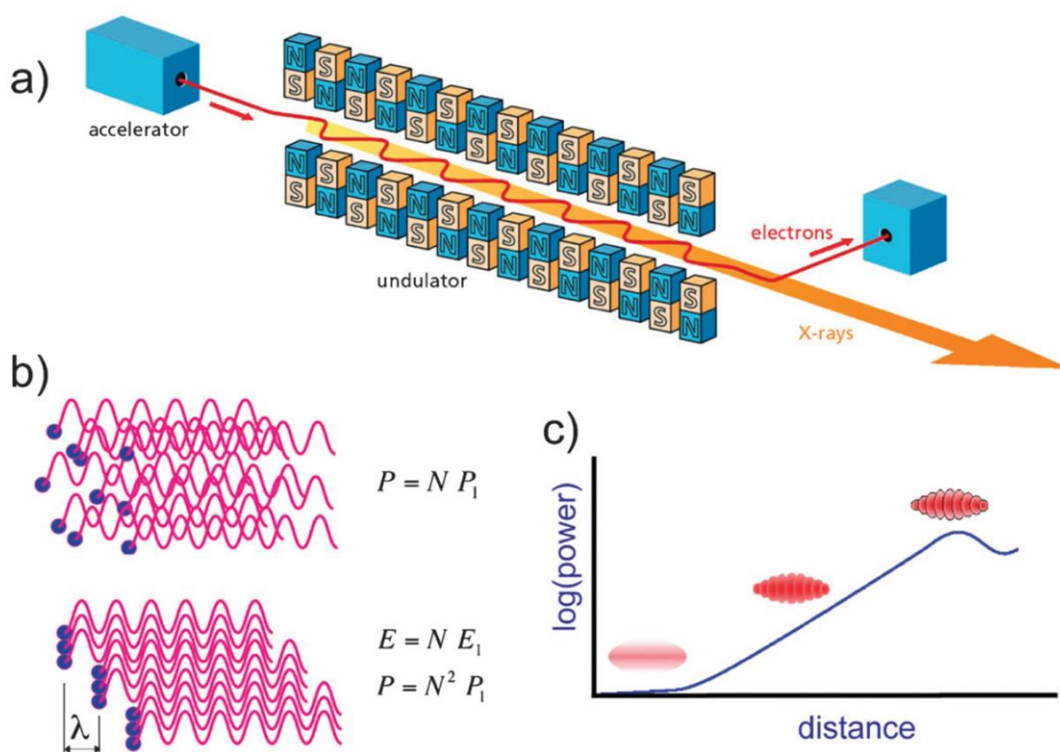 a)
accelerator
N S N S N S N S N S N S N S
S N S N S N S N S N S N S N
N S N S N S N S N S N S N S
S N S N S N S N S N S N S N
undulator
electrons
X-rays
b)
P = N P₁
E = N E₁
P = N² P₁
λ
c)
log(power)
distance